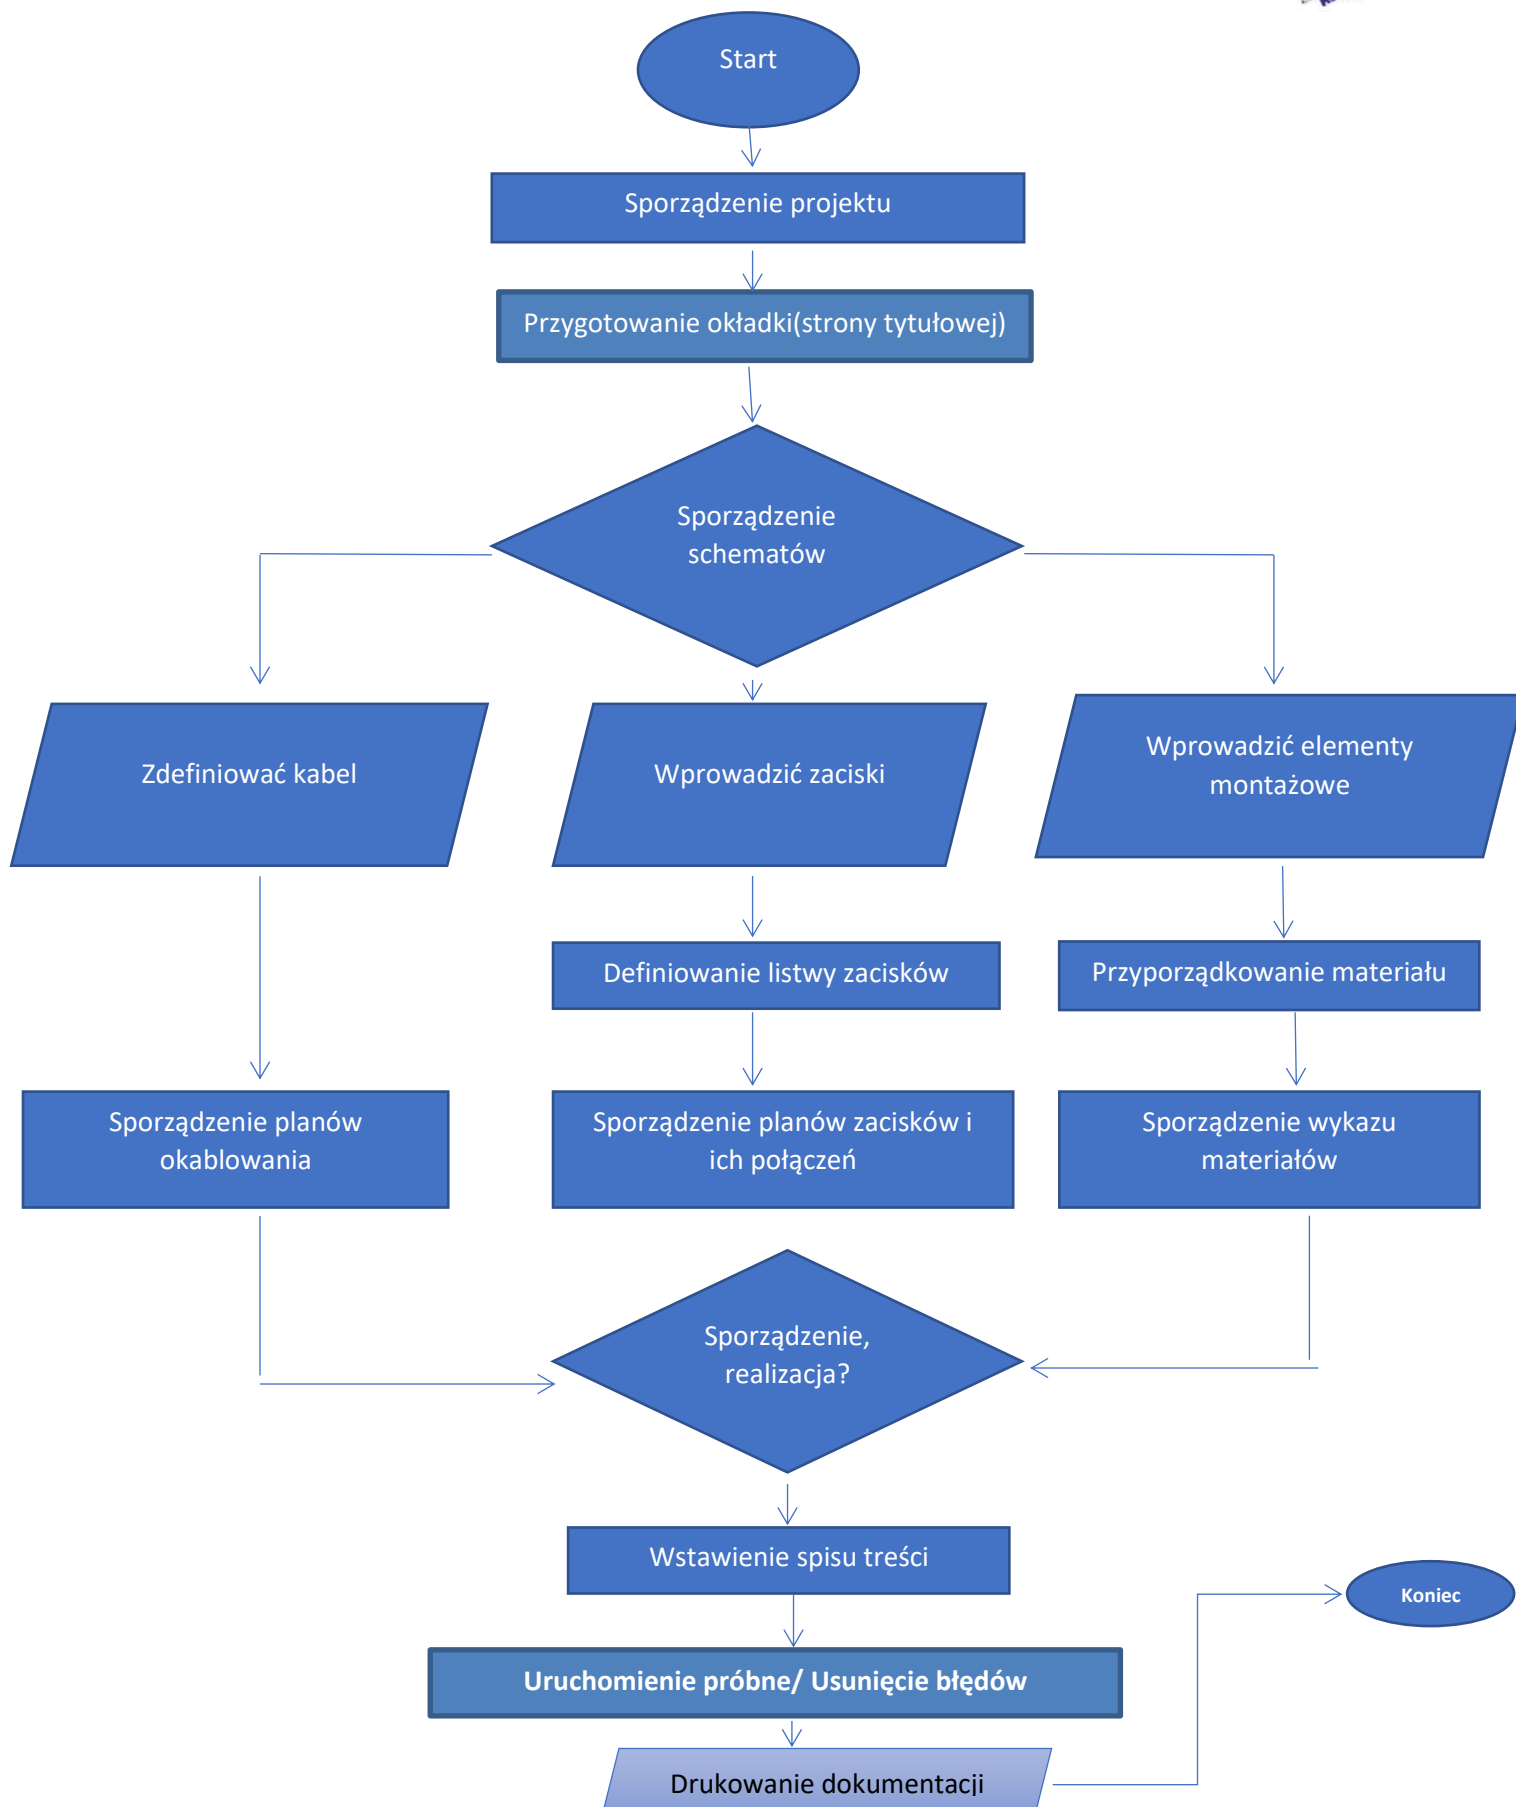 Start
Sporządzenie projektu
Przygotowanie okładki(strony tytułowej)
Sporządzenie
schematów
Zdefiniować kabel
Wprowadzić zaciski
Wprowadzić elementy
montażowe
Definiowanie listwy zacisków
Przyporządkowanie materiału
Sporządzenie planów
okablowania
Sporządzenie planów zacisków i
ich połączeń
Sporządzenie wykazu
materiałów
Sporządzenie,
realizacja?
Wstawienie spisu treści
Koniec
Uruchomienie próbne/ Usunięcie błędów
Drukowanie dokumentacji